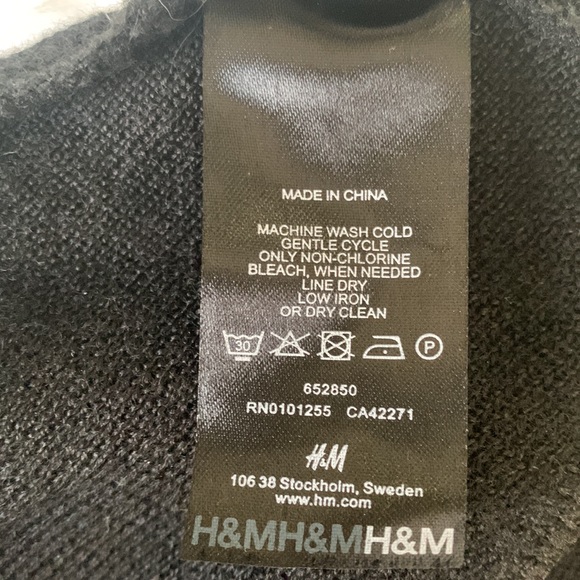 MADE IN CHINA
MACHINE WASH COLD
GENTLE CYCLE
ONLY NON-CHLORINE
BLEACH, WHEN NEEDED
LINE DRY
LOW IRON
OR DRY CLEAN
30 P
652850
RN0101255 CA42271
H&M
106 38 Stockholm, Sweden
www.hm.com
H&MH&MH&M